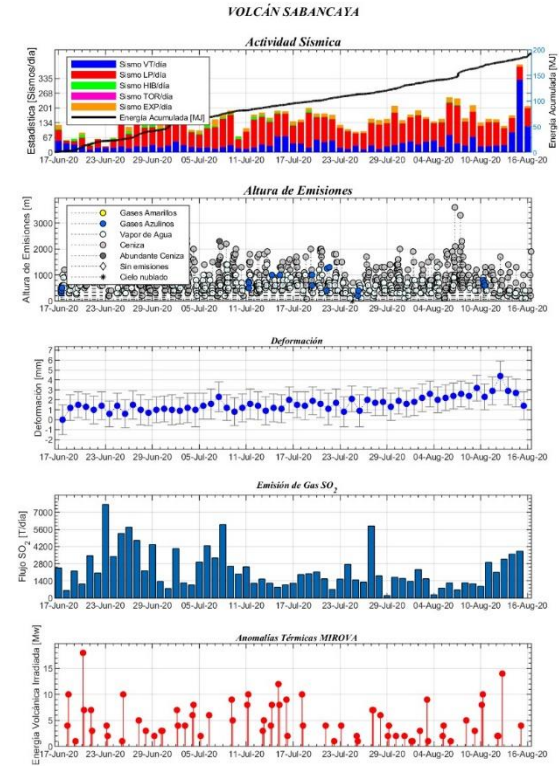 VOLCÁN SABANCAYA
Actividad Sísmica
Estadística [Sismos/día]
335
268
201
134
67
0
Sismo VT/día
Sismo LP/día
Sismo HIB/día
Sismo TOR/día
Sismo EXP/día
Energía Acumulada [MJ]
200
150
100
50
0
Energía Acumulada [MJ]
17-Jun-20 23-Jun-20 29-Jun-20 05-Jul-20 11-Jul-20 17-Jul-20 23-Jul-20 29-Jul-20 04-Aug-20 10-Aug-20 16-Aug-20
Altura de Emisiones
Altura de Emisiones [m]
3000
2000
1000
0
Gases Amarillos
Gases Azulinos
Vapor de Agua
Ceniza
Abundante Ceniza
Sin emisiones
Cielo nublado
17-Jun-20 23-Jun-20 29-Jun-20 05-Jul-20 11-Jul-20 17-Jul-20 23-Jul-20 29-Jul-20 04-Aug-20 10-Aug-20 16-Aug-20
Deformación
Deformación [mm]
7
6
5
4
3
2
1
0
-1
-2
17-Jun-20 23-Jun-20 29-Jun-20 05-Jul-20 11-Jul-20 17-Jul-20 23-Jul-20 29-Jul-20 04-Aug-20 10-Aug-20 16-Aug-20
Emisión de Gas SO2
Flujo SO2 [T/día]
7000
5600
4200
2800
1400
0
17-Jun-20 23-Jun-20 29-Jun-20 05-Jul-20 11-Jul-20 17-Jul-20 23-Jul-20 29-Jul-20 04-Aug-20 10-Aug-20 16-Aug-20
Anomalías Térmicas MIROVA
Energía Volcánica Irradiada [Mw]
15
10
5
0
17-Jun-20 23-Jun-20 29-Jun-20 05-Jul-20 11-Jul-20 17-Jul-20 23-Jul-20 29-Jul-20 04-Aug-20 10-Aug-20 16-Aug-20